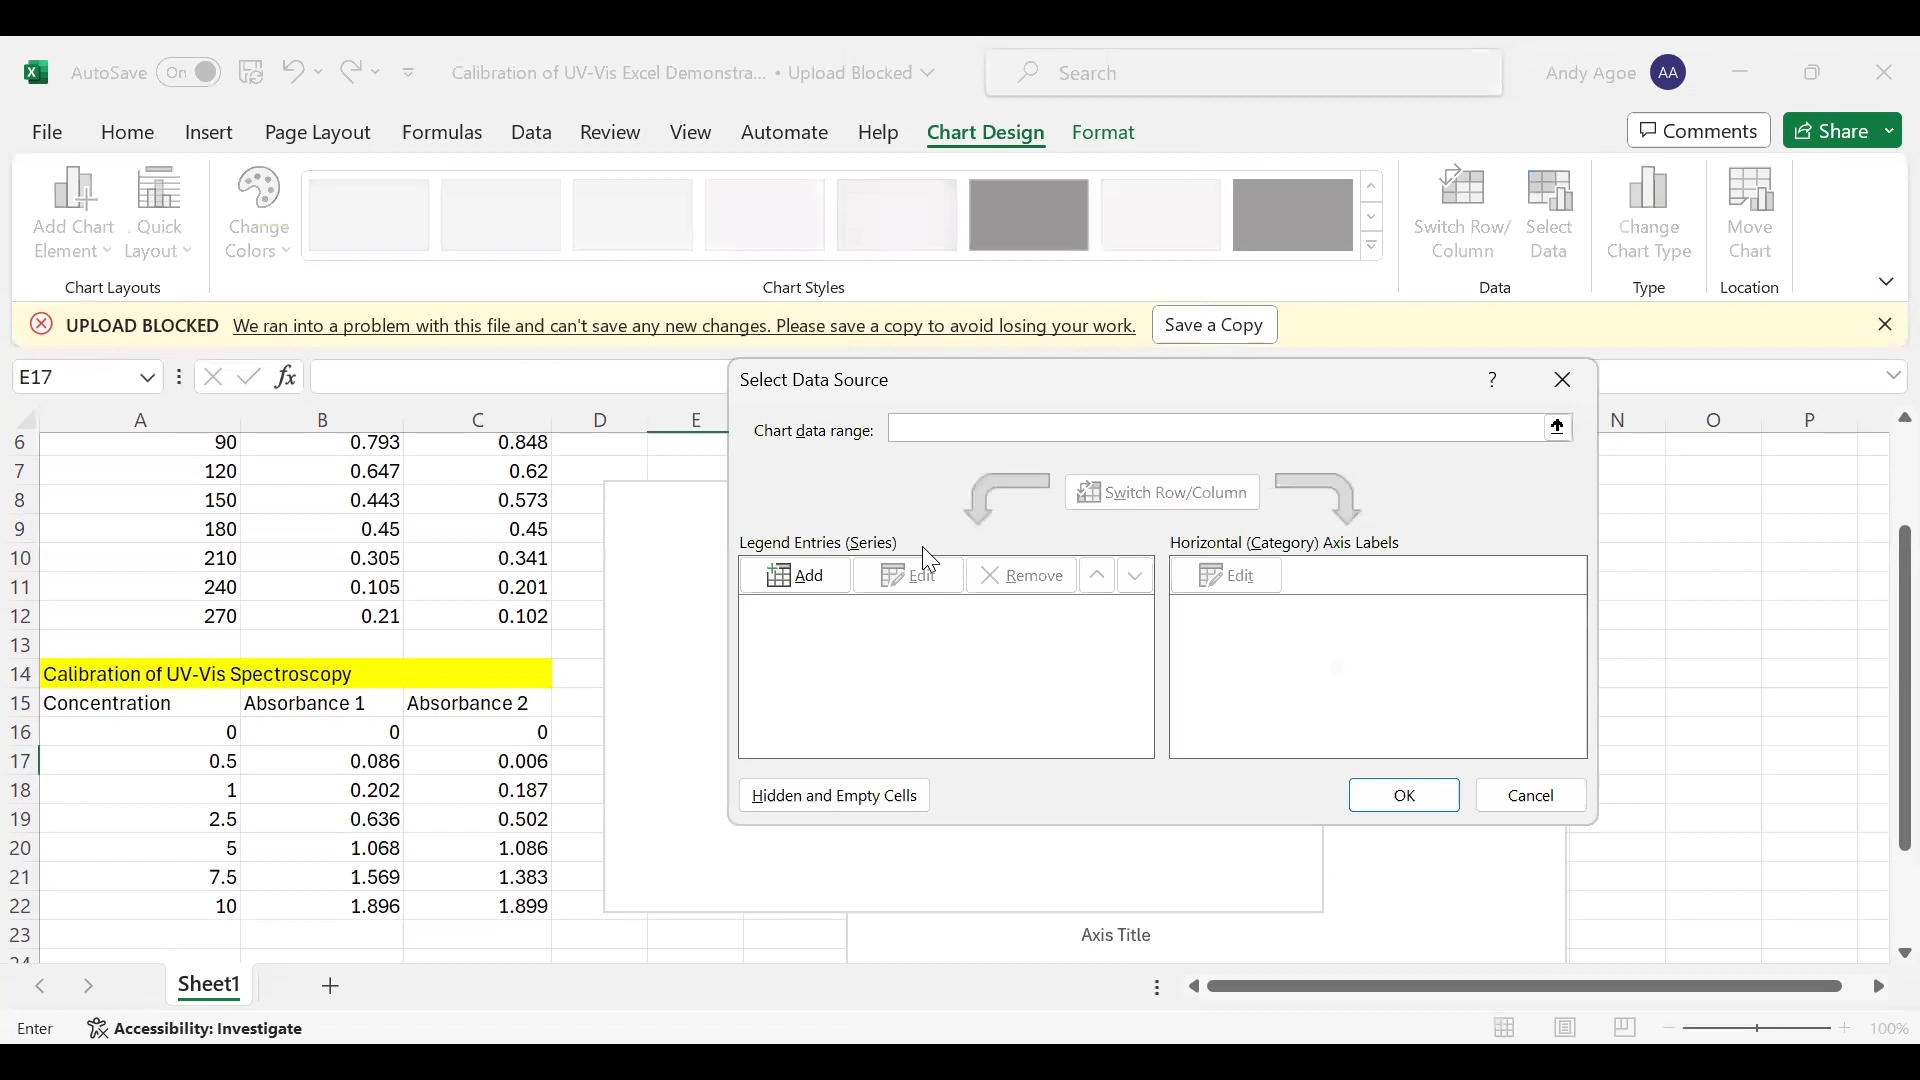 AutoSave On Calibration of UV-Vis Excel Demonstra... • Upload Blocked Search Andy Agoe AA
File Home Insert Page Layout Formulas Data Review View Automate Help Chart Design Format Comments Share
Add Chart Element
Quick Layout
Change Colors
Switch Row/ Column
Select Data
Change Chart Type
Move Chart
Chart Layouts Chart Styles Data Type Location
UPLOAD BLOCKED We ran into a problem with this file and can't save any new changes. Please save a copy to avoid losing your work. Save a Copy
E17 fx
Select Data Source ?
Chart data range:
Switch Row/Column
Legend Entries (Series) Horizontal (Category) Axis Labels
Add Edit Remove Edit
Hidden and Empty Cells OK Cancel
A B C D E N O P
6 90 0.793 0.848
7 120 0.647 0.62
8 150 0.443 0.573
9 180 0.45 0.45
10 210 0.305 0.341
11 240 0.105 0.201
12 270 0.21 0.102
13
14 Calibration of UV-Vis Spectroscopy
15 Concentration Absorbance 1 Absorbance 2
16 0 0 0
17 0.5 0.086 0.006
18 1 0.202 0.187
19 2.5 0.636 0.502
20 5 1.068 1.086
21 7.5 1.569 1.383
22 10 1.896 1.899
23 Axis Title
24
Sheet1
Enter Accessibility: Investigate 100%